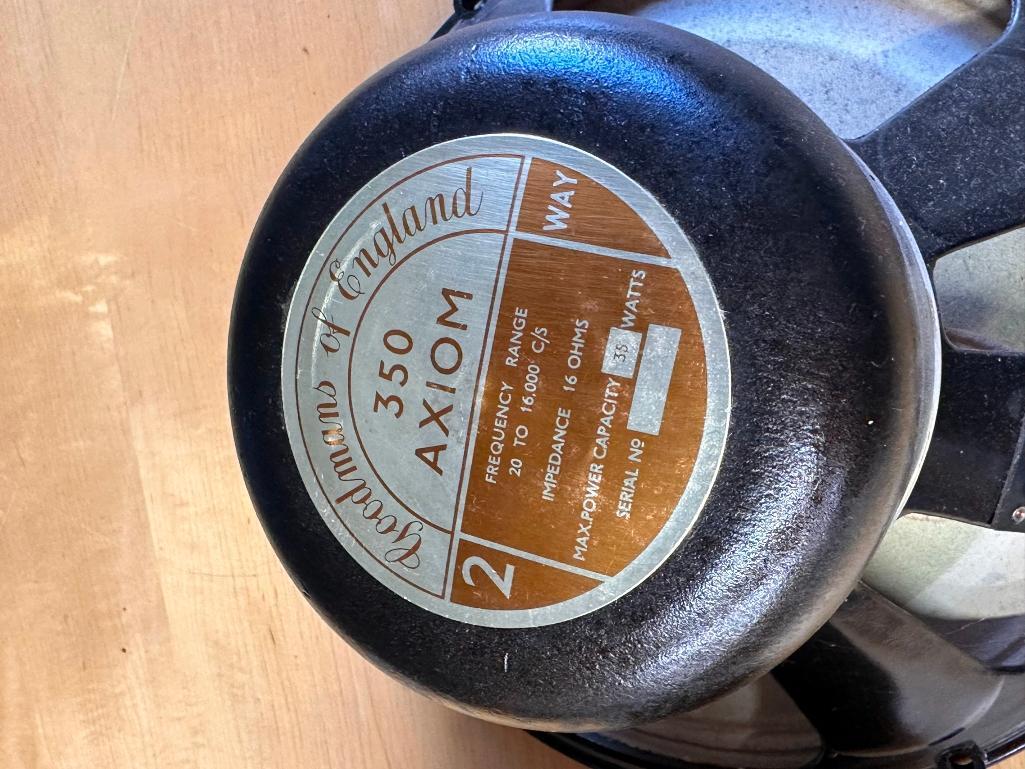 Goodmans of England
350
AXIOM
2 WAY
FREQUENCY RANGE
20 TO 16,000 C/S
IMPEDANCE 16 OHMS
MAX.POWER CAPACITY 35 WATTS
SERIAL Nº